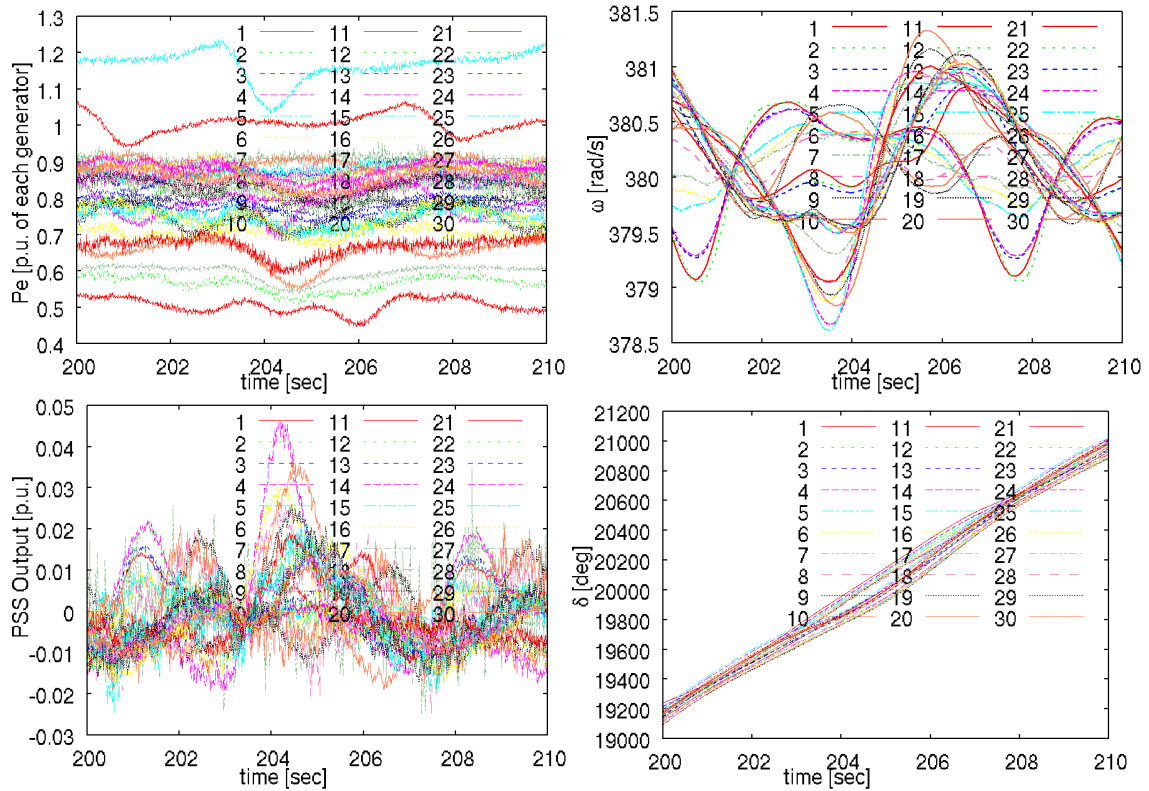 Pe [p.u. of each generator]
1.3
1.2
1.1
1
0.9
0.8
0.7
0.6
0.5
0.4
1 11 21
2 12 22
3 13 23
4 14 24
5 15 25
6 16 26
17 27
18 28
9 29
10 20 30
200 202 204 206 208 210
time [sec]
ω [rad/s]
381.5
381
380.5
380
379.5
379
378.5
1 11 21
2 12 22
3 13 23
4 14 24
5 15 25
6 16 26
7 17 27
8 18 28
9 19 29
10 20 30
200 202 204 206 208 210
time [sec]
PSS Output [p.u.]
0.05
0.04
0.03
0.02
0.01
0
-0.01
-0.02
-0.03
1 11 21
2 12 22
3 13 23
4 14 24
5 15 25
6 16 26
7 17 27
8 28
9 29
20 30
200 202 204 206 208 210
time [sec]
δ [deg]
21200
21000
20800
20600
20400
20200
20000
19800
19600
19400
19200
19000
1 11 21
2 12 22
3 13 23
4 14 24
5 15 25
6 16 26
7 17 27
8 18 28
9 19 29
10 20 30
200 202 204 206 208 210
time [sec]